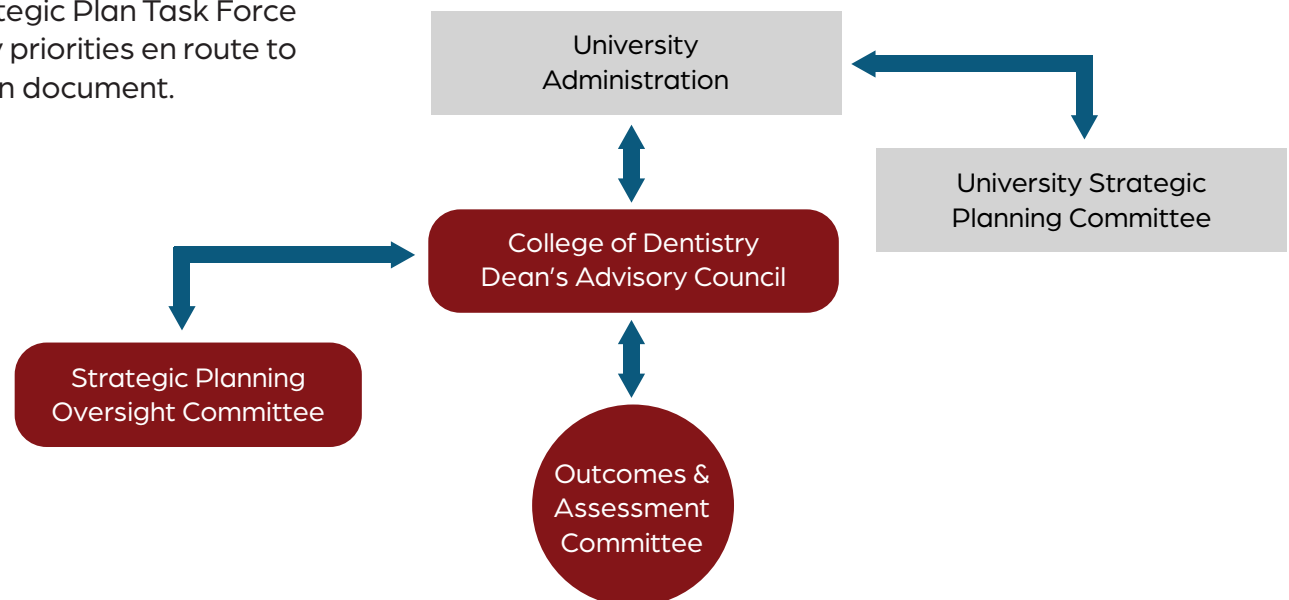 Plan Task Force
priorities en route to
document.
University
Administration
University Strategic
Planning Committee
College of Dentistry
Dean's Advisory Council
Strategic Planning
Oversight Committee
Outcomes &
Assessment
Committee